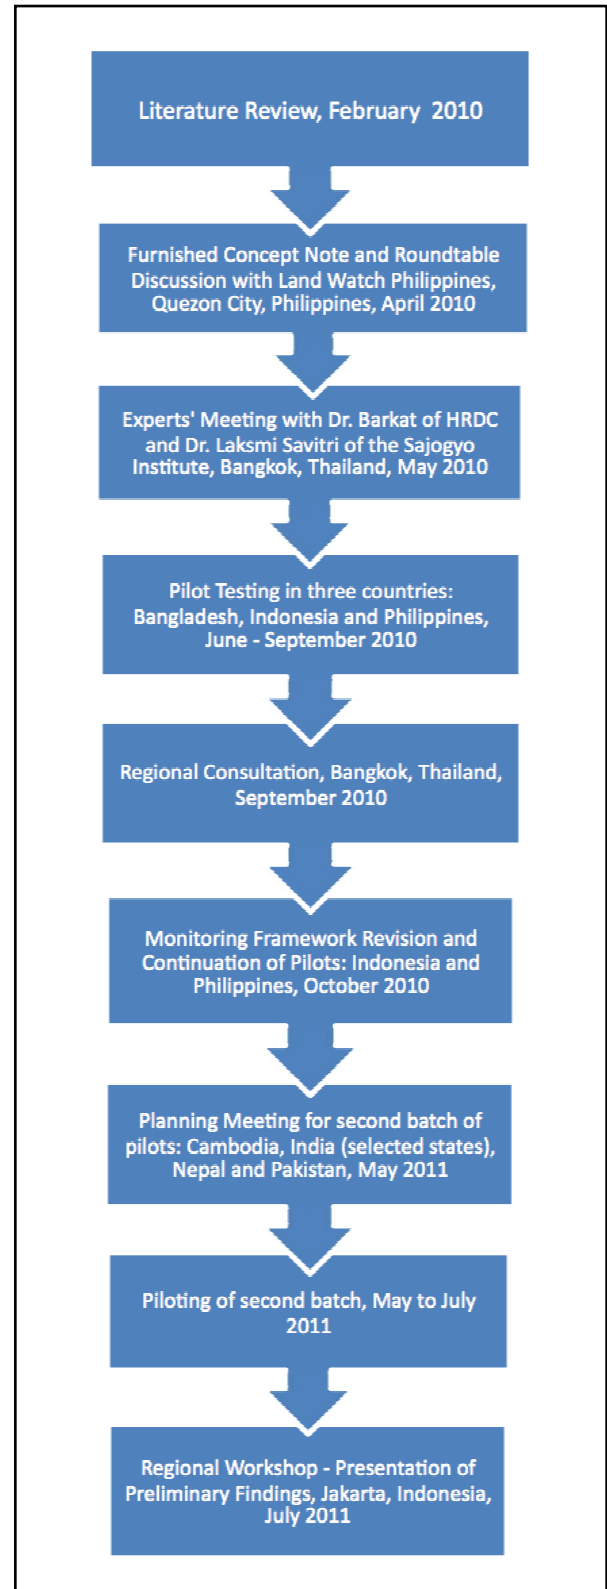 Literature Review, February 2010
Furnished Concept Note and Roundtable
Discussion with Land Watch Philippines,
Quezon City, Philippines, April 2010
Experts' Meeting with Dr. Barkat of HRDC
and Dr. Laksmi Savitri of the Sajogyo
Institute, Bangkok, Thailand, May 2010
Pilot Testing in three countries:
Bangladesh, Indonesia and Philippines,
June - September 2010
Regional Consultation, Bangkok, Thailand,
September 2010
Monitoring Framework Revision and
Continuation of Pilots: Indonesia and
Philippines, October 2010
Planning Meeting for second batch of
pilots: Cambodia, India (selected states),
Nepal and Pakistan, May 2011
Piloting of second batch, May to July
2011
Regional Workshop - Presentation of
Preliminary Findings, Jakarta, Indonesia,
July 2011